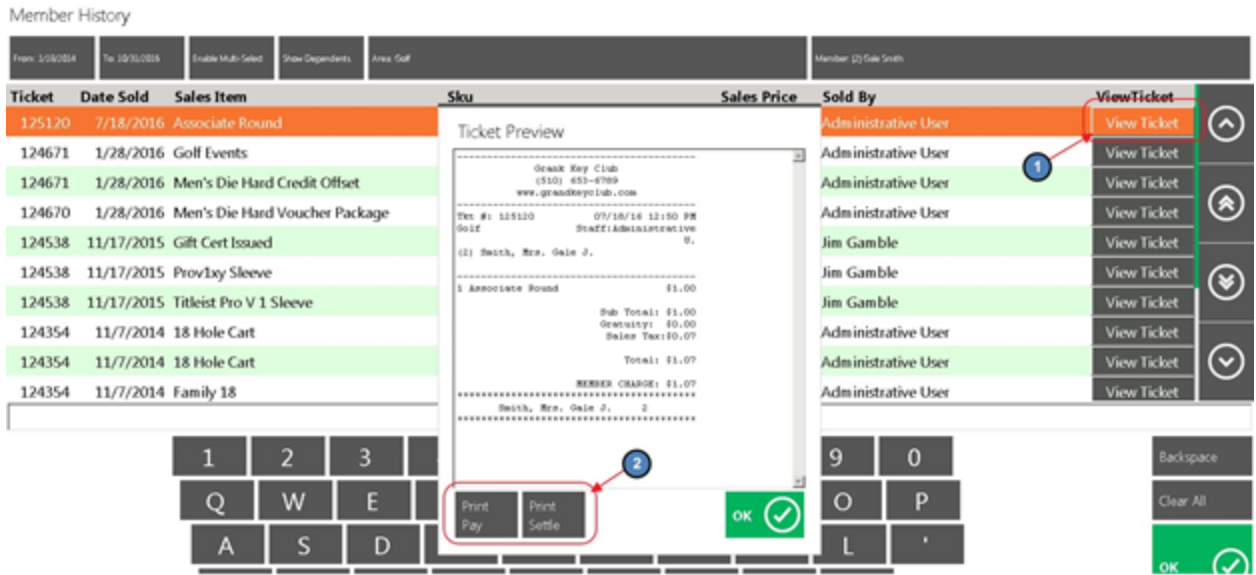 Member History
From: 1/18/2014 To: 10/31/2016 Enable Multi-Select Show Dependents Area: Golf Member: (2) Gale Smith
Ticket Date Sold Sales Item Sku Sales Price Sold By ViewTicket
125120 7/18/2016 Associate Round Administrative User View Ticket
124671 1/28/2016 Golf Events Administrative User View Ticket
124671 1/28/2016 Men's Die Hard Credit Offset Administrative User View Ticket
124670 1/28/2016 Men's Die Hard Voucher Package Administrative User View Ticket
124538 11/17/2015 Gift Cert Issued Jim Gamble View Ticket
124538 11/17/2015 Prov1xy Sleeve Jim Gamble View Ticket
124538 11/17/2015 Titleist Pro V 1 Sleeve Jim Gamble View Ticket
124354 11/7/2014 18 Hole Cart Administrative User View Ticket
124354 11/7/2014 18 Hole Cart Administrative User View Ticket
124354 11/7/2014 Family 18 Administrative User View Ticket
1
Ticket Preview
Key Club
(510) 653-6789
www.grandkeyclub.com
Tkt #: 125120 07/18/16 12:50 PM
Golf Staff:Administrative
U.
(2) Smith, Mrs. Gale J.
1 Associate Round $1.00
Sub Total: $1.00
Gratuity: $0.00
Sales Tax:$0.07
Total: $1.07
MEMBER CHARGE: $1.07
Smith, Mrs. Gale J. 2
2
Print Pay
Print Settle
OK
1 2 3 9 0 Backspace
Q W E O P Clear All
A S D L ' OK